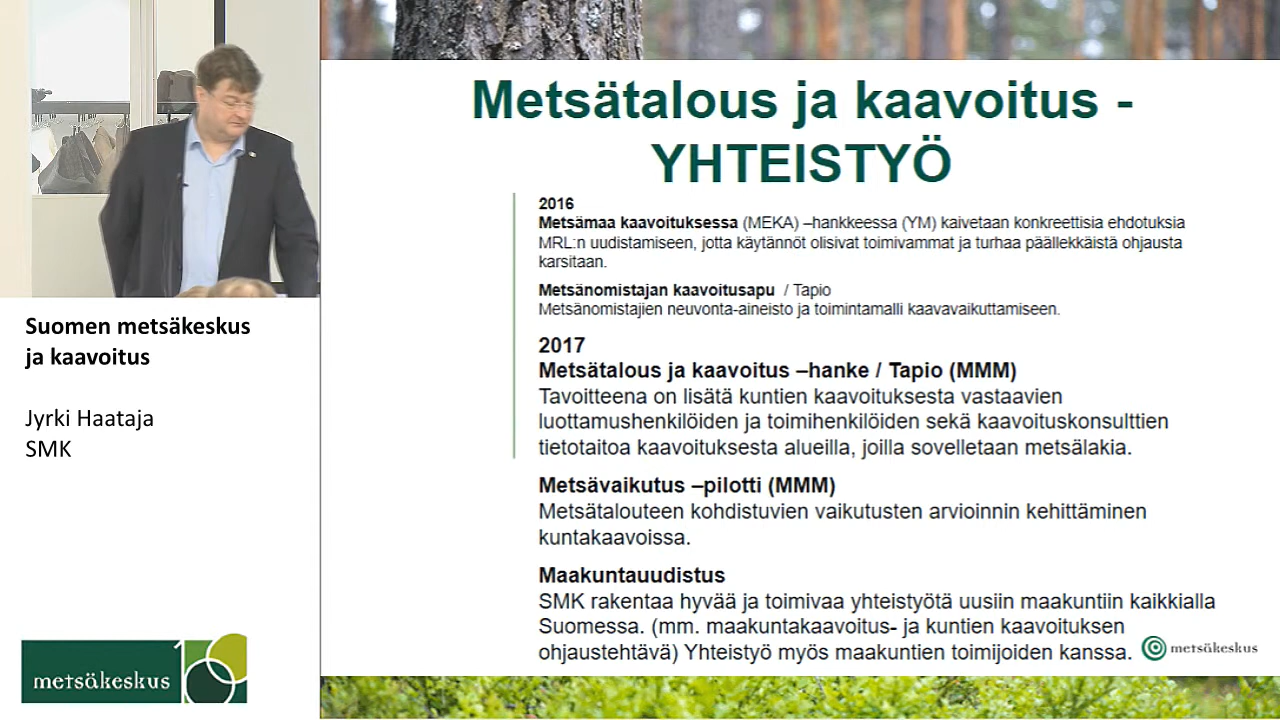 Suomen metsäkeskus
ja kaavoitus
Jyrki Haataja
SMK
metsäkeskus 10
Metsätalous ja kaavoitus -
YHTEISTYÖ
2016
Metsämaa kaavoituksessa (MEKA) –hankkeessa (YM) kaivetaan konkreettisia ehdotuksia
MRL:n uudistamiseen, jotta käytännöt olisivat toimivammat ja turhaa päällekkäistä ohjausta
karsitaan.
Metsänomistajan kaavoitusapu / Tapio
Metsänomistajien neuvonta-aineisto ja toimintamalli kaavavaikuttamiseen.
2017
Metsätalous ja kaavoitus –hanke / Tapio (MMM)
Tavoitteena on lisätä kuntien kaavoituksesta vastaavien
luottamushenkilöiden ja toimihenkilöiden sekä kaavoituskonsulttien
tietotaitoa kaavoituksesta alueilla, joilla sovelletaan metsälakia.
Metsävaikutus –pilotti (MMM)
Metsätalouteen kohdistuvien vaikutusten arvioinnin kehittäminen
kuntakaavoissa.
Maakuntauudistus
SMK rakentaa hyvää ja toimivaa yhteistyötä uusiin maakuntiin kaikkialla
Suomessa. (mm. maakuntakaavoitus- ja kuntien kaavoituksen
ohjaustehtävä) Yhteistyö myös maakuntien toimijoiden kanssa.
metsäkeskus